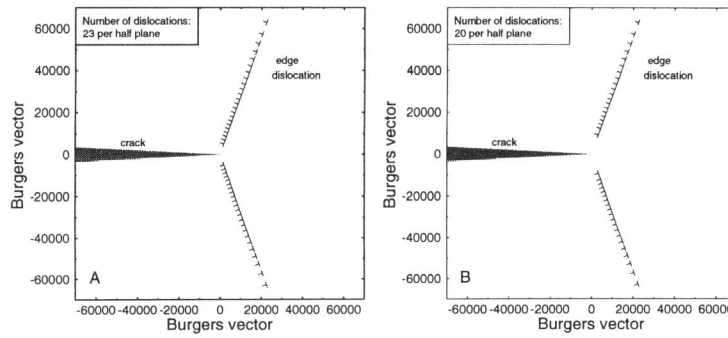 Number of dislocations:
23 per half plane
edge
dislocation
crack
A
Burgers vector
60000
40000
20000
0
-20000
-40000
-60000
-60000 -40000 -20000 0 20000 40000 60000
Burgers vector
Number of dislocations:
20 per half plane
edge
dislocation
crack
B
Burgers vector
60000
40000
20000
0
-20000
-40000
-60000
-60000 -40000 -20000 0 20000 40000 60000
Burgers vector